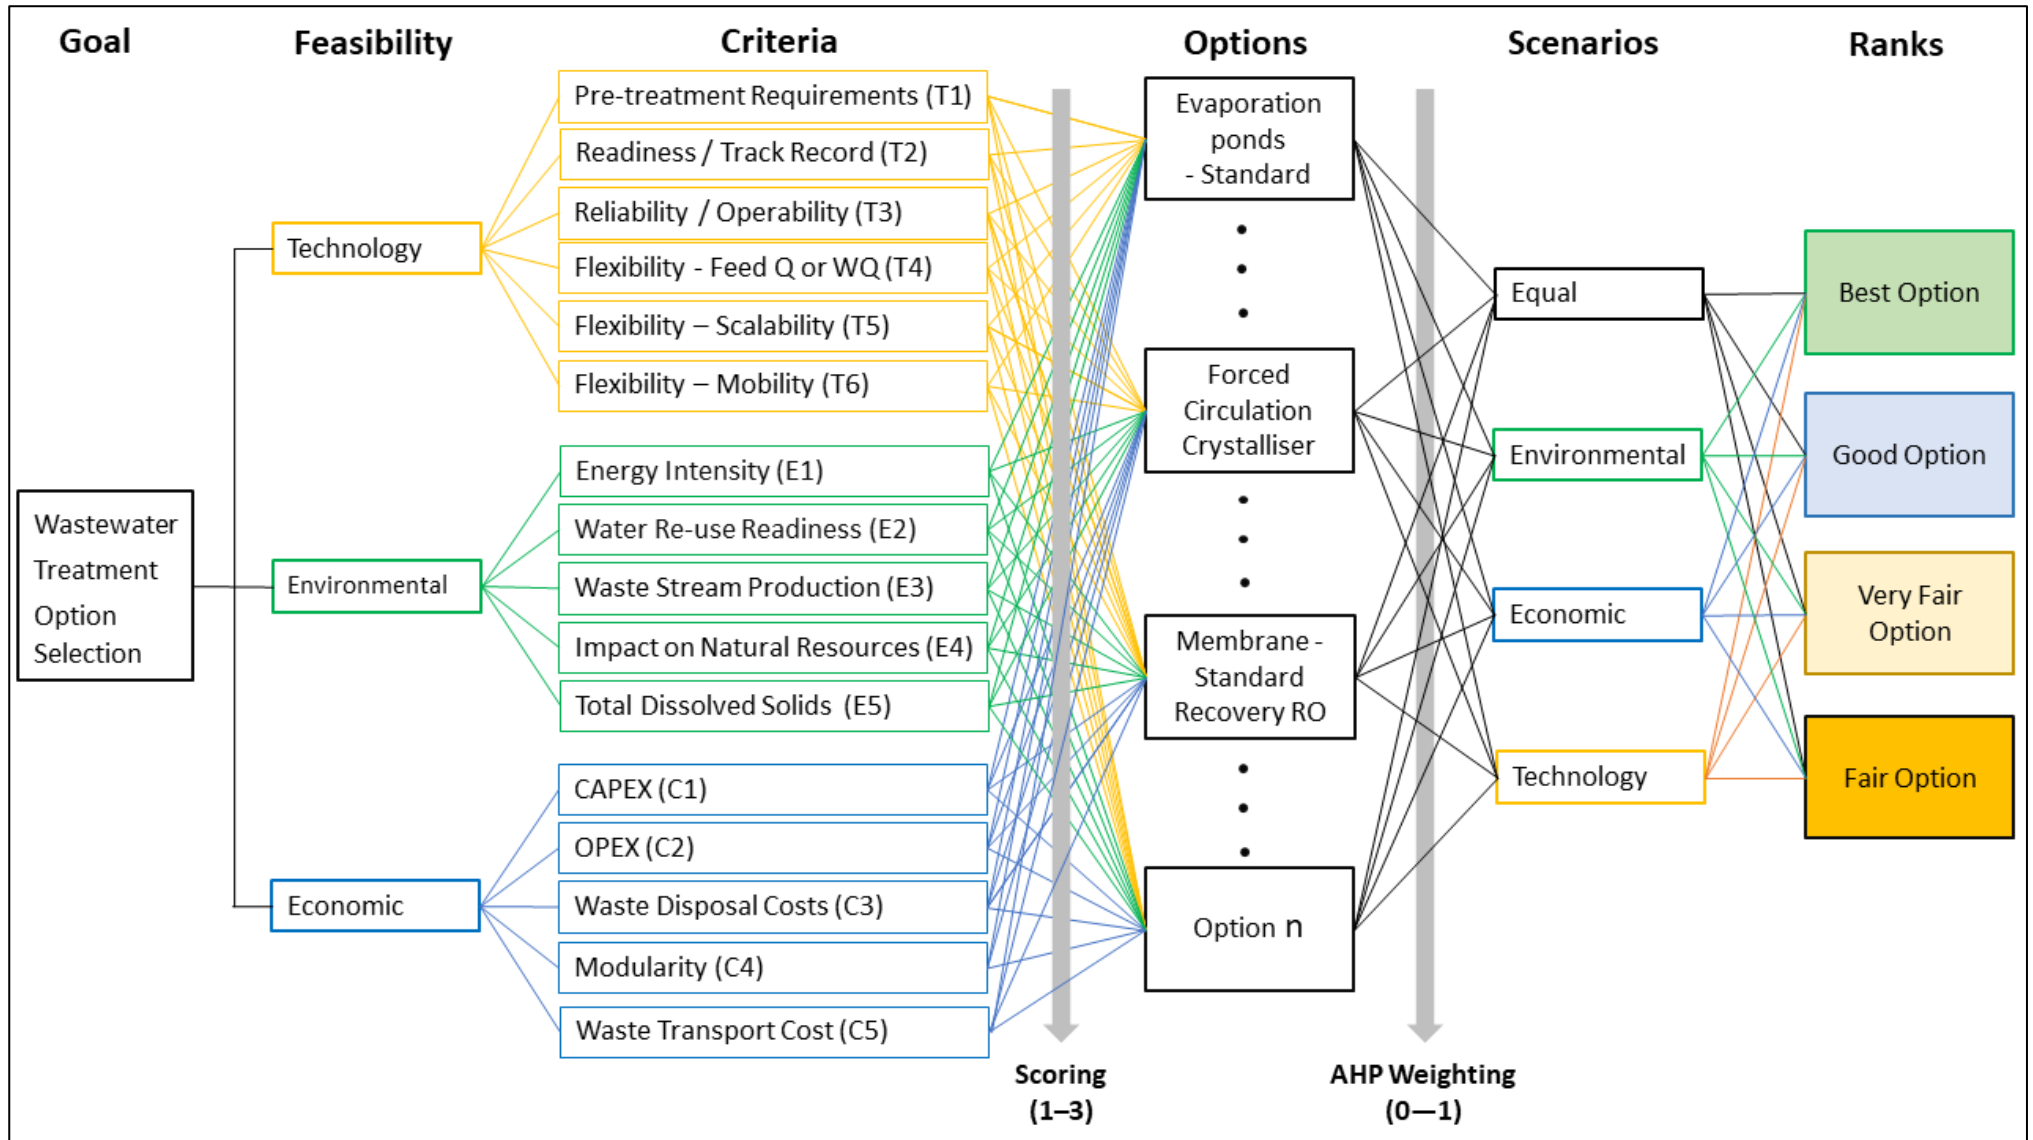 Goal
Feasibility
Criteria
Options
Scenarios
Ranks
Wastewater
Treatment
Option
Selection
Technology
Environmental
Economic
Pre-treatment Requirements (T1)
Readiness / Track Record (T2)
Reliability / Operability (T3)
Flexibility - Feed Q or WQ (T4)
Flexibility – Scalability (T5)
Flexibility – Mobility (T6)
Energy Intensity (E1)
Water Re-use Readiness (E2)
Waste Stream Production (E3)
Impact on Natural Resources (E4)
Total Dissolved Solids (E5)
CAPEX (C1)
OPEX (C2)
Waste Disposal Costs (C3)
Modularity (C4)
Waste Transport Cost (C5)
Scoring
(1–3)
Evaporation
ponds
- Standard
Forced
Circulation
Crystalliser
Membrane -
Standard
Recovery RO
Option n
AHP Weighting
(0—1)
Equal
Environmental
Economic
Technology
Best Option
Good Option
Very Fair
Option
Fair Option